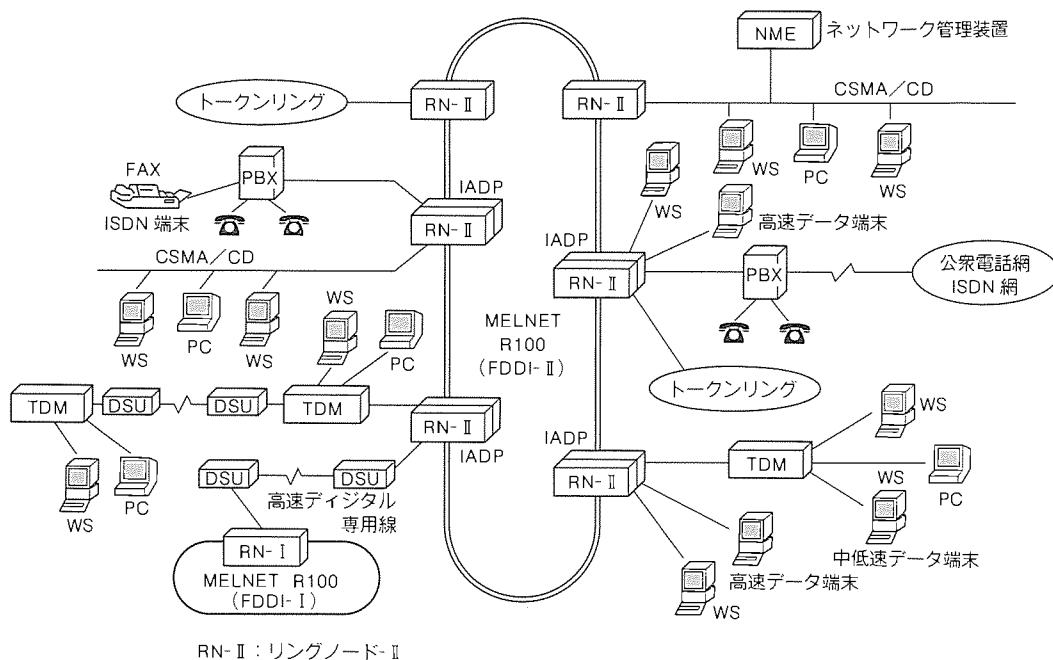 NME
ネットワーク管理装置
CSMA/CD
トークンリング
RN-Ⅱ
RN-Ⅱ
WS
PC
WS
WS
FAX
PBX
ISDN 端末
IADP
RN-Ⅱ
高速データ端末
IADP
RN-Ⅱ
PBX
公衆電話網
ISDN 網
CSMA/CD
WS
PC
WS
WS
PC
MELNET
R100
(FDDI-Ⅱ)
トークンリング
TDM
DSU
DSU
TDM
RN-Ⅱ
IADP
WS
PC
DSU
DSU
高速ディジタル
専用線
RN-Ⅰ
MELNET R100
(FDDI-Ⅰ)
IADP
RN-Ⅱ
TDM
WS
WS
PC
中低速データ端末
高速データ端末
WS
RN-Ⅱ:リングノード-Ⅱ